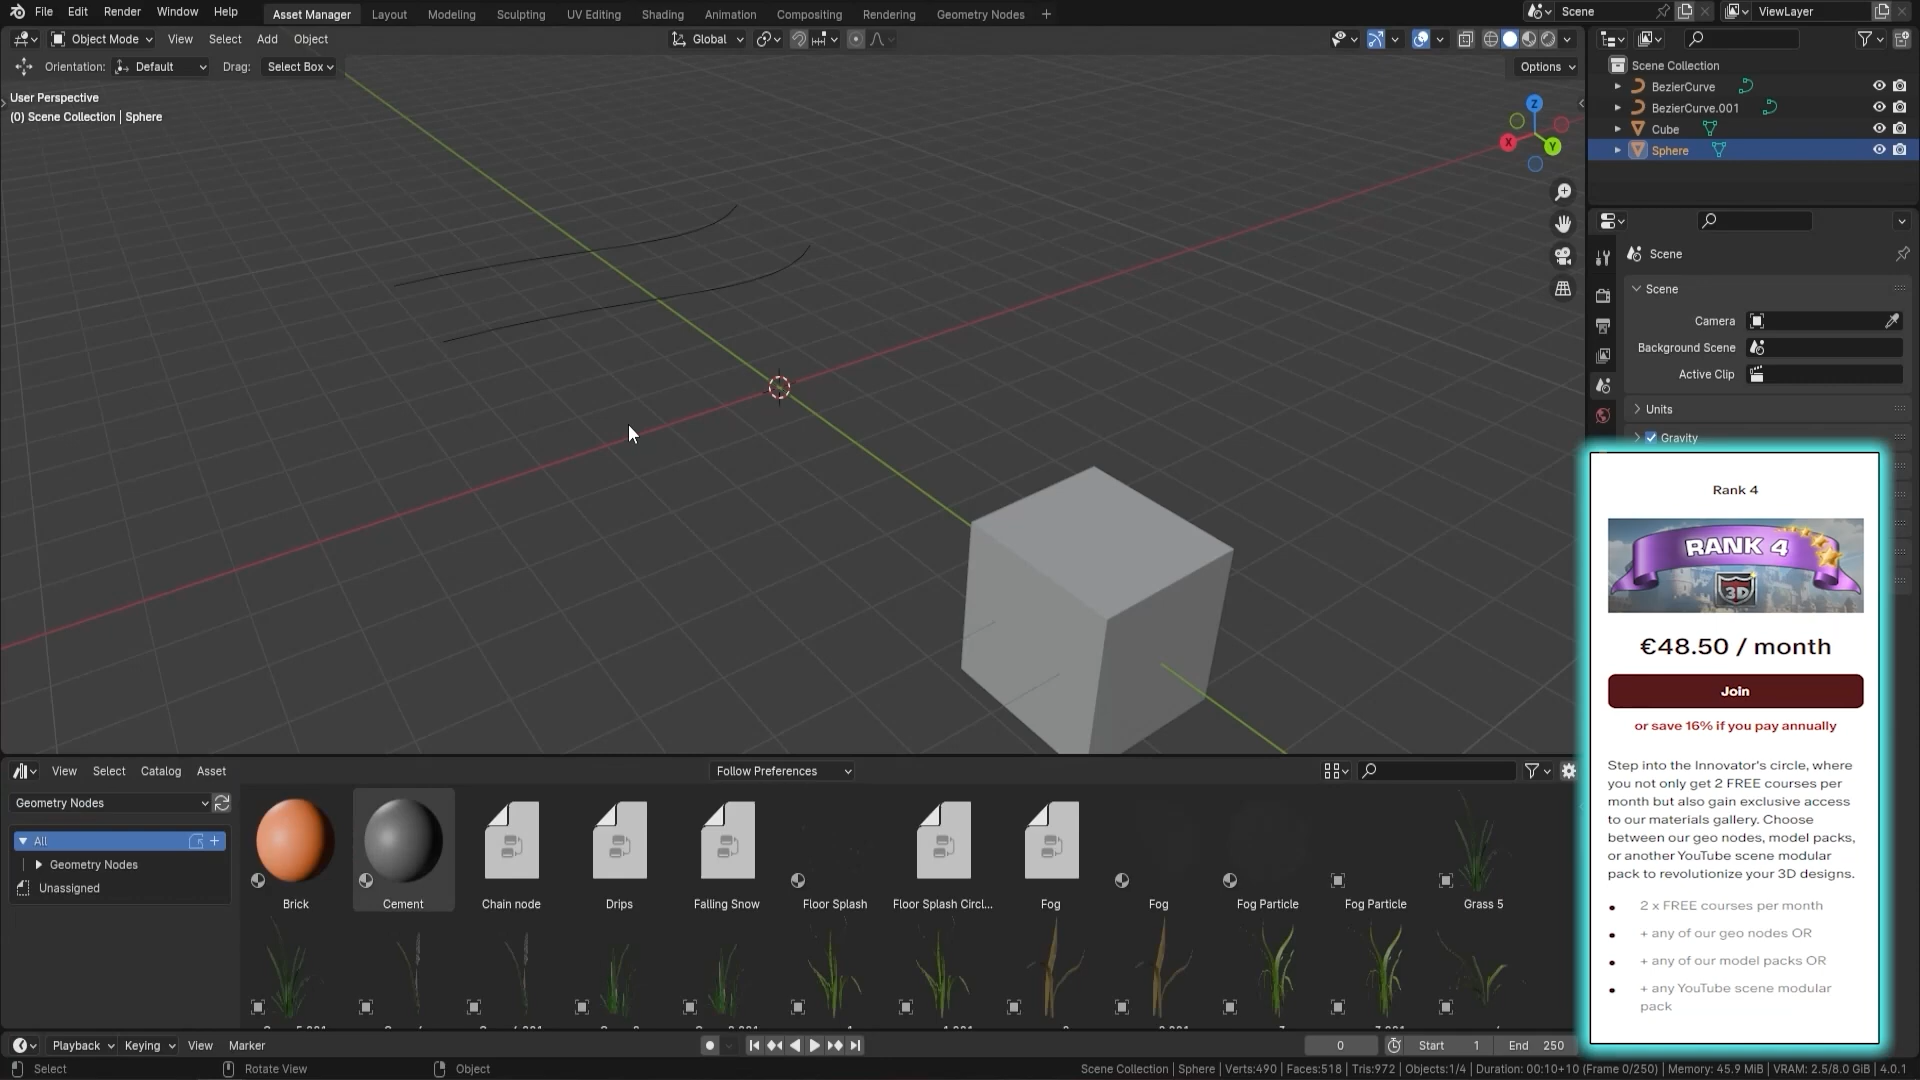 File Edit Render Window Help Asset Manager Layout Modeling Sculpting UV Editing Shading Animation Compositing Rendering Geometry Nodes + Scene ViewLayer
Object Mode View Select Add Object Global
Orientation: Default Drag: Select Box Options
User Perspective
(0) Scene Collection | Sphere
Z
X
Y
Scene Collection
BezierCurve
BezierCurve.001
Cube
Sphere
Scene
Scene
Camera
Background Scene
Active Clip
Units
Gravity
Rank 4
RANK 4
3D
€48.50 / month
Join
or save 16% if you pay annually
Step into the Innovator's circle, where
you not only get 2 FREE courses per
month but also gain exclusive access
to our materials gallery. Choose
between our geo nodes, model packs,
or another YouTube scene modular
pack to revolutionize your 3D designs.
2 x FREE courses per month
+ any of our geo nodes OR
+ any of our model packs OR
+ any YouTube scene modular
pack
View Select Catalog Asset Follow Preferences
Geometry Nodes
All
Geometry Nodes
Unassigned
Brick Cement Chain node Drips Falling Snow Floor Splash Floor Splash Circl... Fog Fog Fog Particle Fog Particle Grass 5
Playback Keying View Marker 0 Start 1 End 250
Select Rotate View Object Scene Collection | Sphere | Verts:490 | Faces:518 | Tris:972 | Objects:1/4 | Duration: 00:10+10 (Frame 0/250) | Memory: 45.9 MiB | VRAM: 2.5/8.0 GiB | 4.0.1